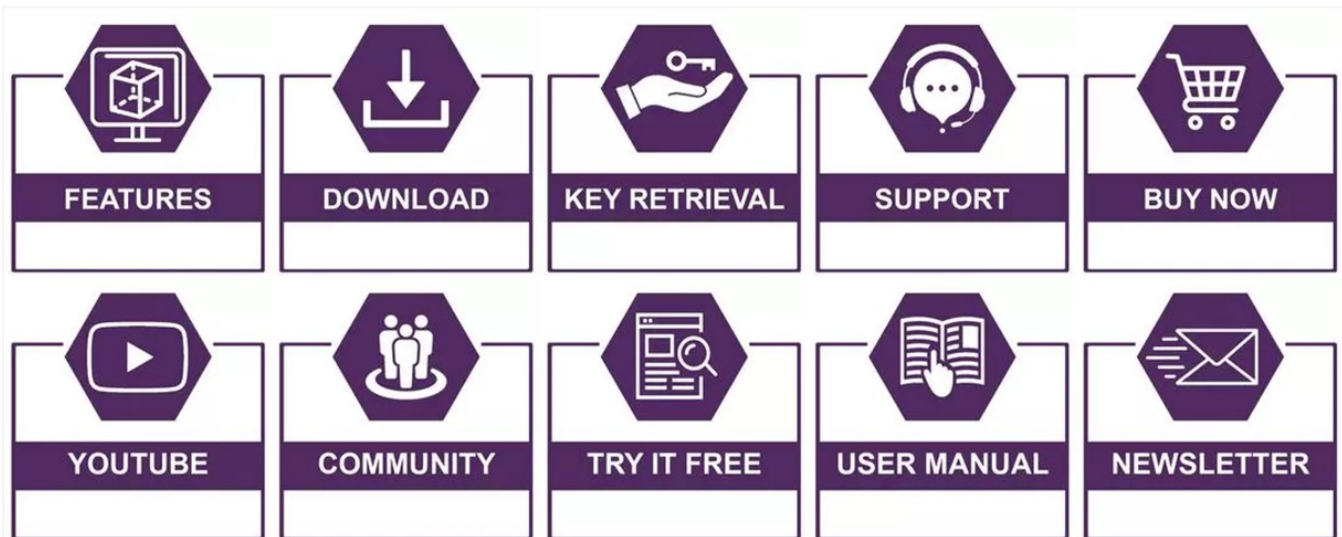 FEATURES
DOWNLOAD
KEY RETRIEVAL
SUPPORT
BUY NOW
YOUTUBE
COMMUNITY
TRY IT FREE
USER MANUAL
NEWSLETTER